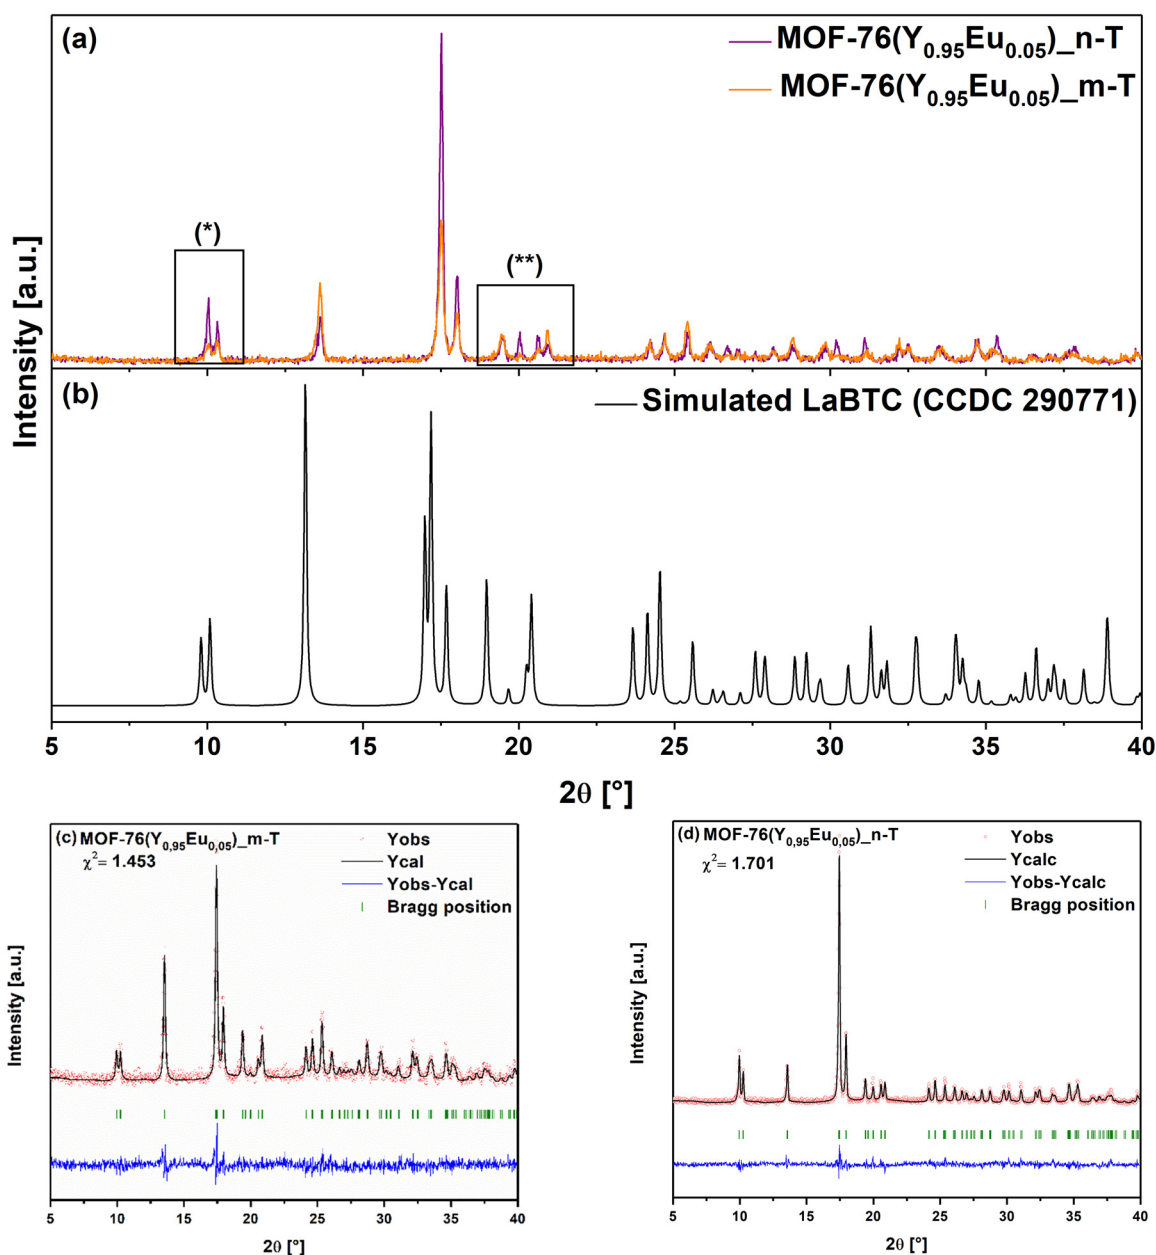 (a)
MOF-76(Y0.95Eu0.05)_n-T
MOF-76(Y0.95Eu0.05)_m-T
(*)
(**)
Intensity [a.u.]
(b)
Simulated LaBTC (CCDC 290771)
5 10 15 20 25 30 35 40
2θ [°]
(c) MOF-76(Y0,95Eu0,05)_m-T
χ2= 1.453
Yobs
Ycal
Yobs-Ycal
Bragg position
Intensity [a.u.]
5 10 15 20 25 30 35 40
2θ [°]
(d) MOF-76(Y0,95Eu0,05)_n-T
χ2= 1.701
Yobs
Ycalc
Yobs-Ycalc
Bragg position
Intensity [a.u.]
5 10 15 20 25 30 35 40
2θ [°]